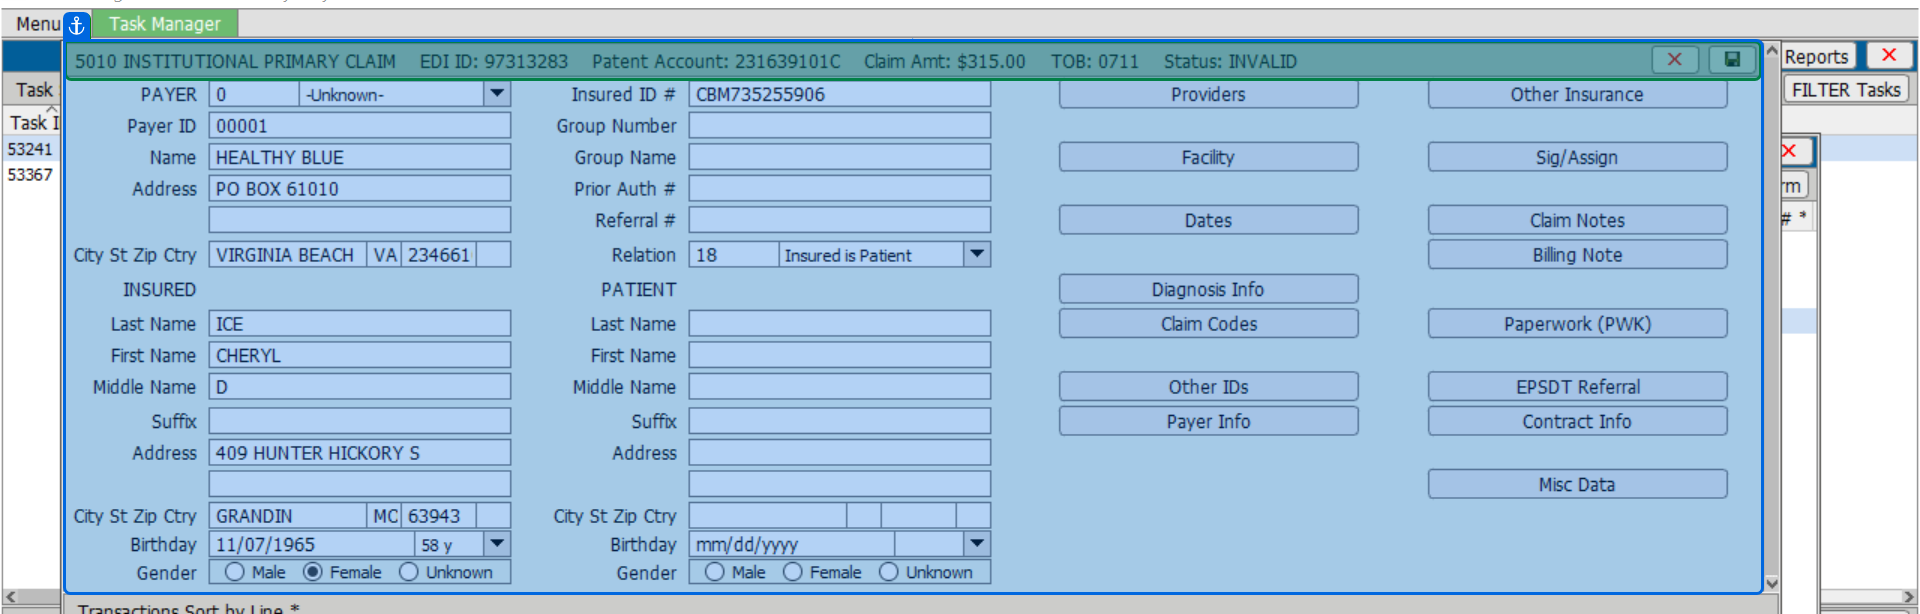 Menu Task Manager
5010 INSTITUTIONAL PRIMARY CLAIM EDI ID: 97313283 Patent Account: 231639101C Claim Amt: $315.00 TOB: 0711 Status: INVALID
Reports
Task
FILTER Tasks
PAYER 0 -Unknown- Insured ID # CBM735255906 Providers Other Insurance
Task I
Payer ID 00001 Group Number
53241
Name HEALTHY BLUE Group Name Facility Sig/Assign
53367
Address PO BOX 61010 Prior Auth #
rm
Referral # Dates Claim Notes
# *
City St Zip Ctry VIRGINIA BEACH VA 234661 Relation 18 Insured is Patient Billing Note
INSURED PATIENT Diagnosis Info
Last Name ICE Last Name Claim Codes Paperwork (PWK)
First Name CHERYL First Name
Middle Name D Middle Name Other IDs EPSDT Referral
Suffix Suffix Payer Info Contract Info
Address 409 HUNTER HICKORY S Address
Misc Data
City St Zip Ctry GRANDIN MC 63943 City St Zip Ctry
Birthday 11/07/1965 58 y Birthday mm/dd/yyyy
Gender Male Female Unknown Gender Male Female Unknown
Transactions Sort by Line *